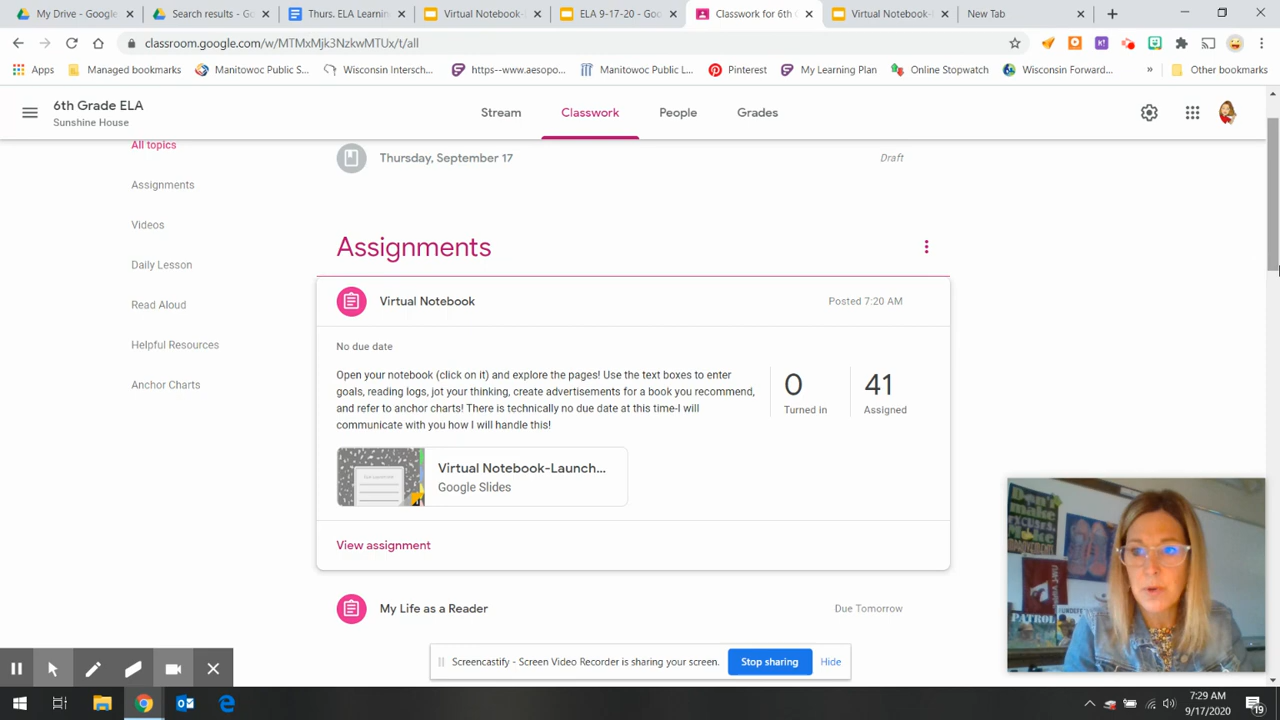 My Drive - Google
Search results - Go
Thurs. ELA Learnin
Virtual Notebook-
ELA 9-17-20 - Goo
Classwork for 6th
Virtual Notebook-l
New Tab
classroom.google.com/w/MTMxMjk3NzkwMTUx/t/all
Apps
Managed bookmarks
Manitowoc Public S...
Wisconsin Intersch...
https--www.aesopo...
Manitowoc Public L...
Pinterest
My Learning Plan
Online Stopwatch
Wisconsin Forward...
»
Other bookmarks
6th Grade ELA
Sunshine House
Stream
Classwork
People
Grades
All topics
Assignments
Videos
Daily Lesson
Read Aloud
Helpful Resources
Anchor Charts
Thursday, September 17
Draft
Assignments
Virtual Notebook
Posted 7:20 AM
No due date
Open your notebook (click on it) and explore the pages! Use the text boxes to enter
goals, reading logs, jot your thinking, create advertisements for a book you recommend,
and refer to anchor charts! There is technically no due date at this time-I will
communicate with you how I will handle this!
0
Turned in
41
Assigned
Virtual Notebook-Launch...
Google Slides
View assignment
My Life as a Reader
Due Tomorrow
Screencastify - Screen Video Recorder is sharing your screen.
Stop sharing
Hide
Don't
make
PATRIOL
7:29 AM
9/17/2020
19